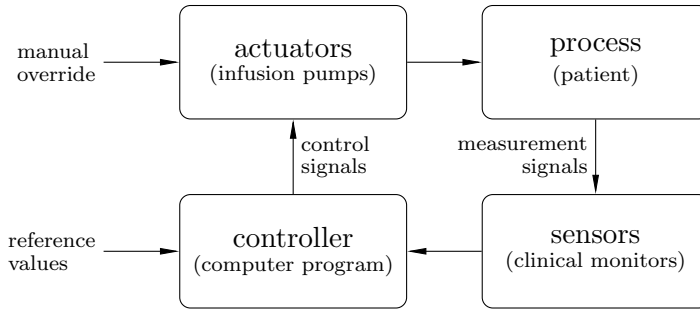 actuators
(infusion pumps)
process
(patient)
manual
override
control
signals
measurement
signals
reference
values
controller
(computer program)
sensors
(clinical monitors)